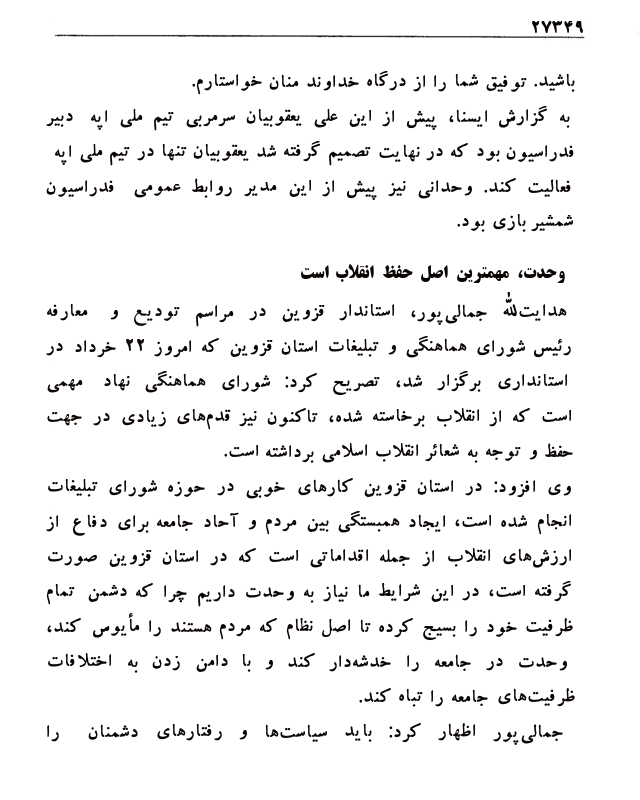 ۲۷۳۴۹
باشید. توفیق شما را از درگاه خداوند منان خواستارم.
به گزارش ایسنا، پیش از این علی یعقوبیان سرمربی تیم ملی اپه دبیر
فدراسیون بود که در نهایت تصمیم گرفته شد یعقوبیان تنها در تیم ملی اپه
فعالیت کند. وحدانی نیز پیش از این مدیر روابط عمومی فدراسیون
شمشیر بازی بود.
وحدت، مهمترین اصل حفظ انقلاب است
هدایت‌الله جمالی‌پور، استاندار قزوین در مراسم تودیع و معارفه
رئیس شورای هماهنگی و تبلیغات استان قزوین که امروز ۲۲ خرداد در
استانداری برگزار شد، تصریح کرد: شورای هماهنگی نهاد مهمی
است که از انقلاب برخاسته شده، تاکنون نیز قدم‌های زیادی در جهت
حفظ و توجه به شعائر انقلاب اسلامی برداشته است.
وی افزود: در استان قزوین کارهای خوبی در حوزه شورای تبلیغات
انجام شده است، ایجاد همبستگی بین مردم و آحاد جامعه برای دفاع از
ارزش‌های انقلاب از جمله اقداماتی است که در استان قزوین صورت
گرفته است، در این شرایط ما نیاز به وحدت داریم چرا که دشمن تمام
ظرفیت خود را بسیج کرده تا اصل نظام که مردم هستند را مأیوس کند،
وحدت در جامعه را خدشه‌دار کند و با دامن زدن به اختلافات
ظرفیت‌های جامعه را تباه کند.
جمالی‌پور اظهار کرد: باید سیاست‌ها و رفتارهای دشمنان را